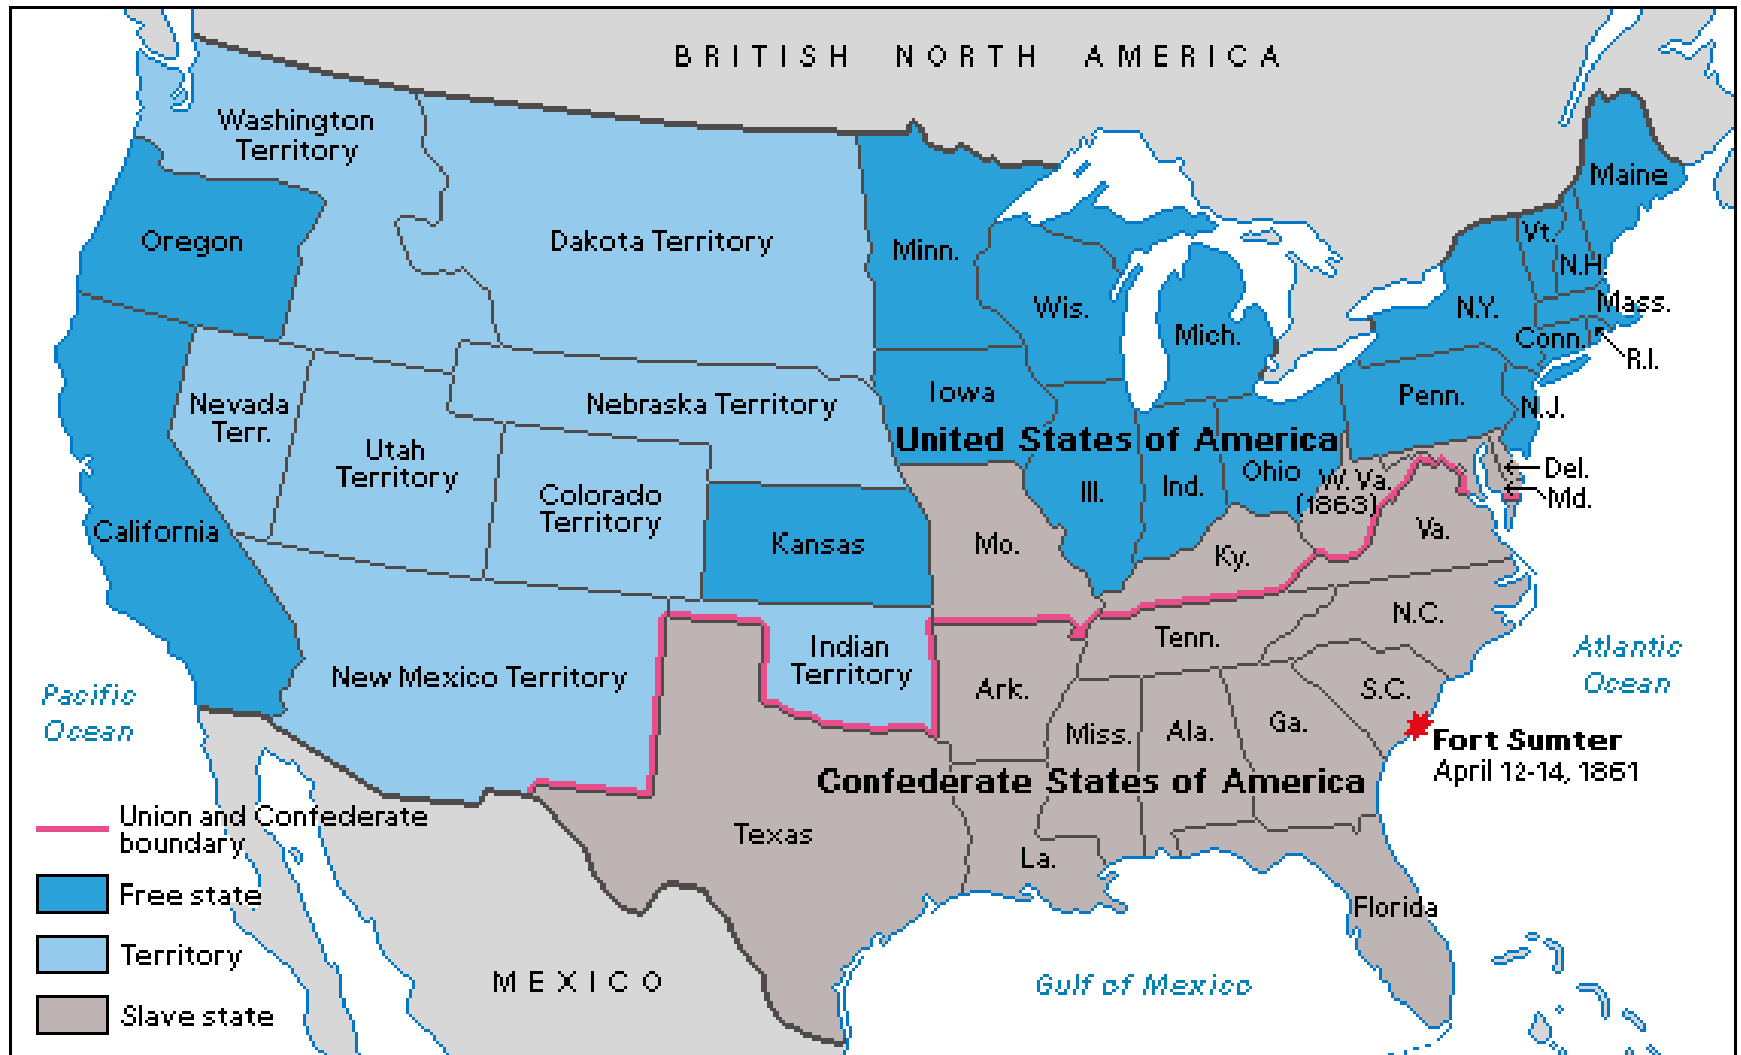 BRITISH NORTH AMERICA
Washington
Territory
Oregon
Dakota Territory
Minn.
Wis.
Mich.
Maine
Vt.
N.H.
N.Y.
Mass.
Conn.
R.I.
Nevada
Terr.
Utah
Territory
Nebraska Territory
Iowa
Penn.
N.J.
United States of America
Colorado
Territory
Ill.
Ind.
Ohio
W. Va.
(1863)
Del.
Md.
California
Kansas
Mo.
Ky.
Va.
New Mexico Territory
Indian
Territory
Ark.
Tenn.
N.C.
S.C.
Miss.
Ala.
Ga.
Pacific
Ocean
Atlantic
Ocean
Fort Sumter
April 12-14, 1861
Confederate States of America
Texas
La.
Florida
MEXICO
Gulf of Mexico
Union and Confederate
boundary
Free state
Territory
Slave state